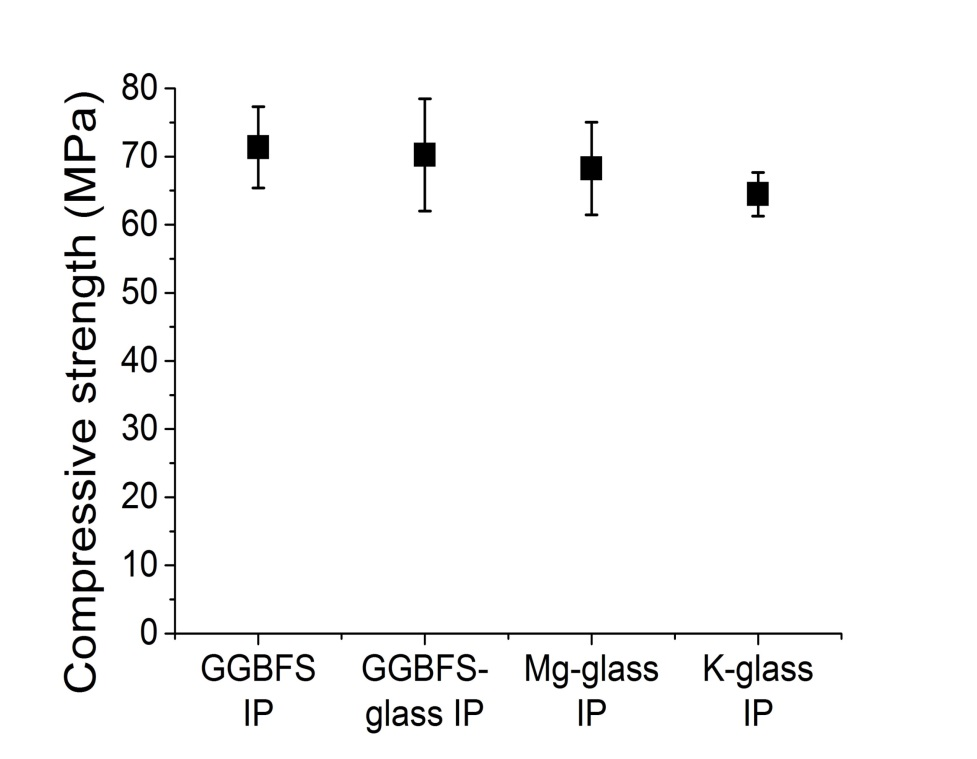 Compressive strength (MPa)
80
70
60
50
40
30
20
10
0
GGBFS
IP
GGBFS-
glass IP
Mg-glass
IP
K-glass
IP